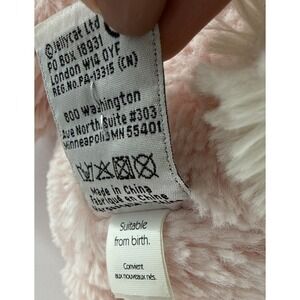 © Jellycat Ltd
PO BOX 18931
London W14 0YF
REG.No.PA-13315 (CN)
800 Washington
Ave North, Suite #303
Minneapolis MN 55401
Made in China
Fabriqué en Chine
Suitable
from birth.
Convient
aux nouveaux nés.